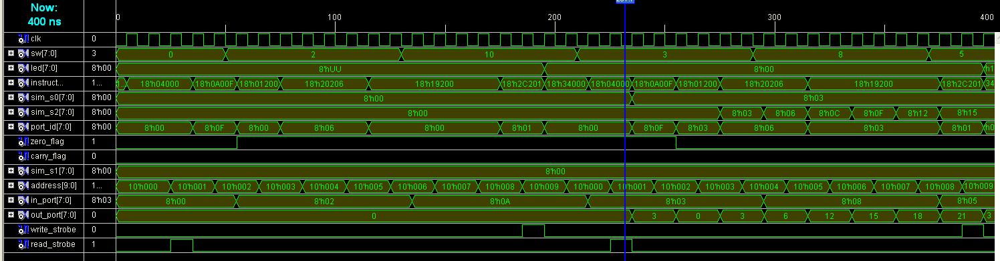 Now:
400 ns
0 100 200 300 400
clk 0
sw[7:0] 3 0 2 10 3 8 5
led[7:0] 8'h00 8'hUU 8'h00
instruct... 1... 1... 18'h04000 18'h0A00F 18'h01200 18'h20206 18'h19200 18'h2C201 18'h34000 18'h04000 18'h0A00F 18'h01200 18'h20206 18'h19200 18'h2C201 34
sim_s0[7:0] 8'h00 8'h00 8'h03
sim_s2[7:0] 8'h00 8'h00 8'h03 8'h06 8'h0C 8'h0F 8'h12 8'h15
port_id[7:0] 8'h00 8'h00 8'h0F 8'h00 8'h06 8'h00 8'h01 8'h00 8'h0F 8'h03 8'h06 8'h03 8'h01 h0
zero_flag 1
carry_flag 0
sim_s1[7:0] 8'h00 8'h00
address[9:0] 1... 10'h000 10'h001 10'h002 10'h003 10'h004 10'h005 10'h006 10'h007 10'h008 10'h009 10'h000 10'h001 10'h002 10'h003 10'h004 10'h005 10'h006 10'h007 10'h008 10'h009
in_port[7:0] 8'h03 8'h00 8'h02 8'h0A 8'h03 8'h08 8'h05
out_port[7:0] 0 0 3 0 3 6 12 15 18 21 3
write_strobe 0
read_strobe 1